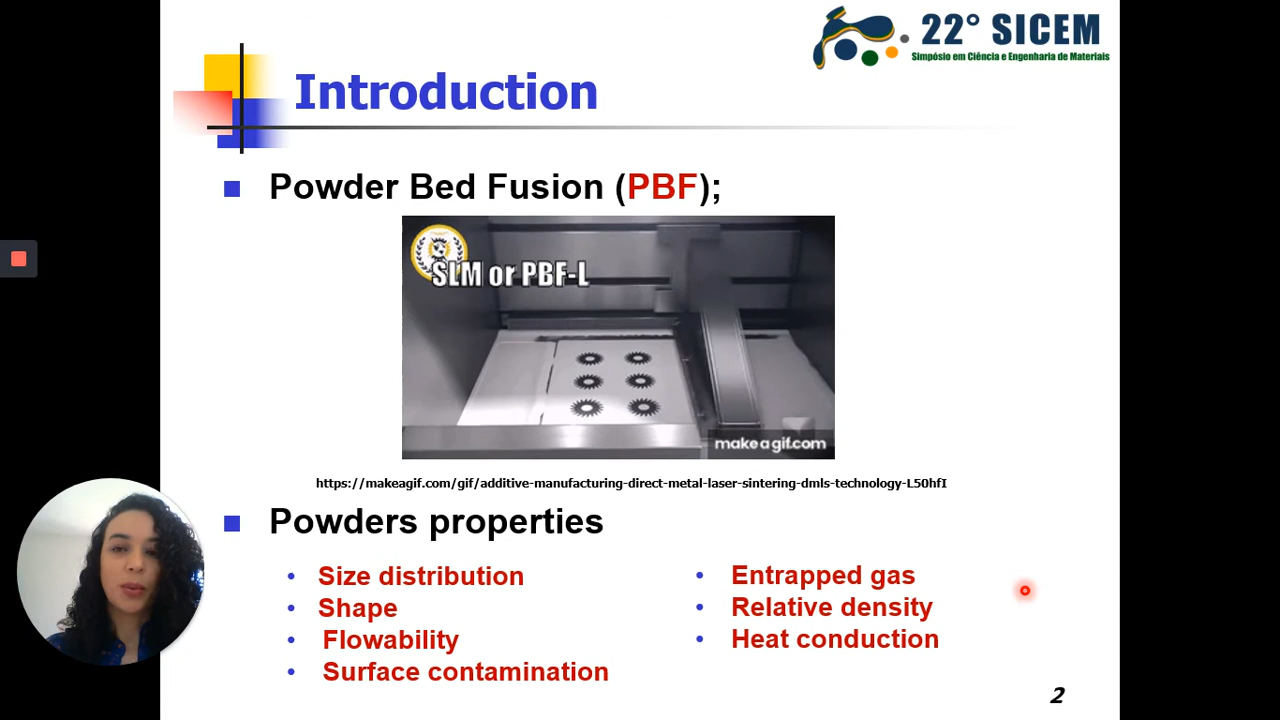 22° SICEM
Simpósio em Ciência e Engenharia de Materiais
Introduction
Powder Bed Fusion (PBF);
SLM or PBF-L
makeagif.com
https://makeagif.com/gif/additive-manufacturing-direct-metal-laser-sintering-dmls-technology-L50hfI
Powders properties
• Size distribution
• Shape
• Flowability
• Surface contamination
• Entrapped gas
• Relative density
• Heat conduction
2